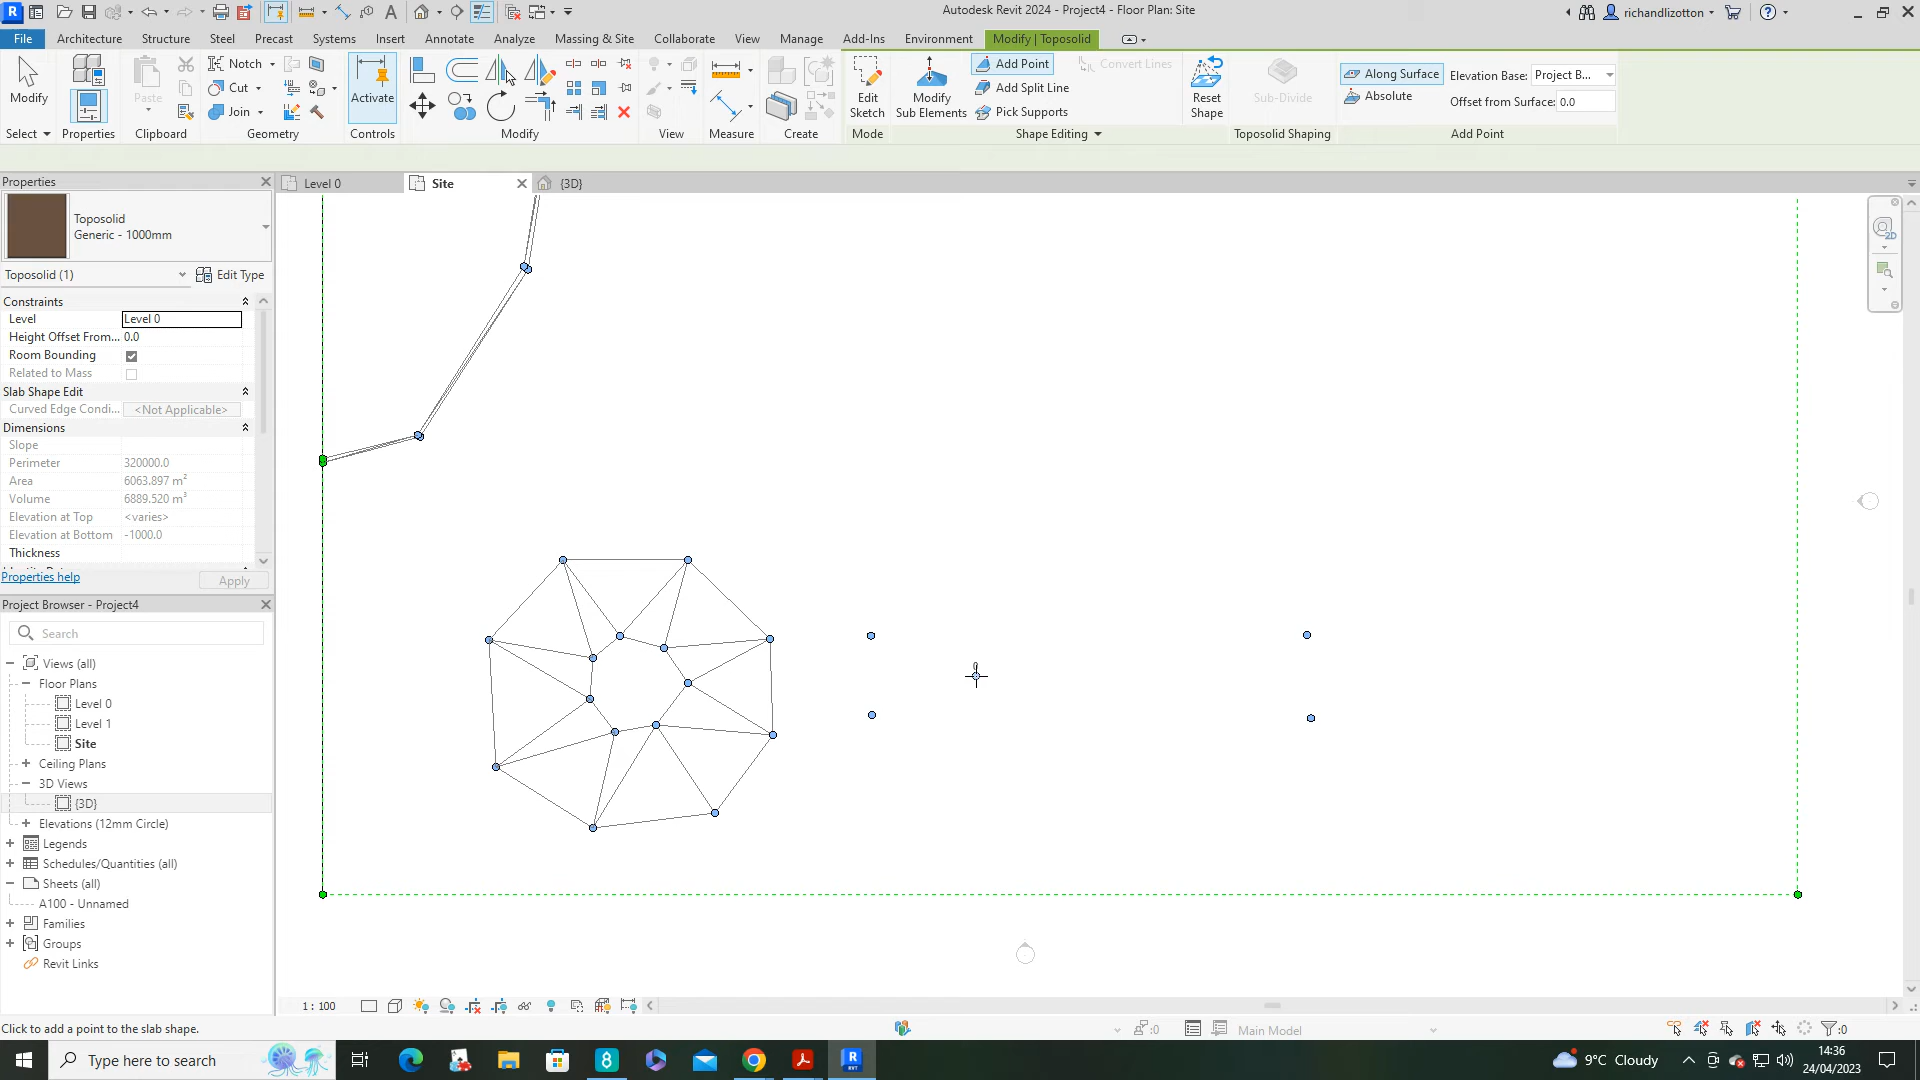 Autodesk Revit 2024 - Project4 - Floor Plan: Site
richandlizotton
File
Architecture
Structure
Steel
Precast
Systems
Insert
Annotate
Analyze
Massing & Site
Collaborate
View
Manage
Add-Ins
Environment
Modify | Toposolid
Modify
Paste
Notch
Cut
Join
Activate
Edit
Sketch
Modify
Sub Elements
Add Point
Add Split Line
Pick Supports
Convert Lines
Reset
Shape
Sub-Divide
Along Surface
Absolute
Elevation Base: Project B...
Offset from Surface: 0.0
Select
Properties
Clipboard
Geometry
Controls
Modify
View
Measure
Create
Mode
Shape Editing
Toposolid Shaping
Add Point
Properties
Level 0
Site
{3D}
Toposolid
Generic - 1000mm
Toposolid (1)
Edit Type
Constraints
Level
Level 0
Height Offset From...
0.0
Room Bounding
Related to Mass
Slab Shape Edit
Curved Edge Condi...
<Not Applicable>
Dimensions
Slope
Perimeter
320000.0
Area
6063.897 m²
Volume
6889.520 m³
Elevation at Top
<varies>
Elevation at Bottom
-1000.0
Thickness
Properties help
Apply
Project Browser - Project4
Search
Views (all)
Floor Plans
Level 0
Level 1
Site
Ceiling Plans
3D Views
{3D}
Elevations (12mm Circle)
Legends
Schedules/Quantities (all)
Sheets (all)
A100 - Unnamed
Families
Groups
Revit Links
0
2D
1 : 100
Click to add a point to the slab shape.
:0
Main Model
:0
Type here to search
9°C Cloudy
14:36
24/04/2023